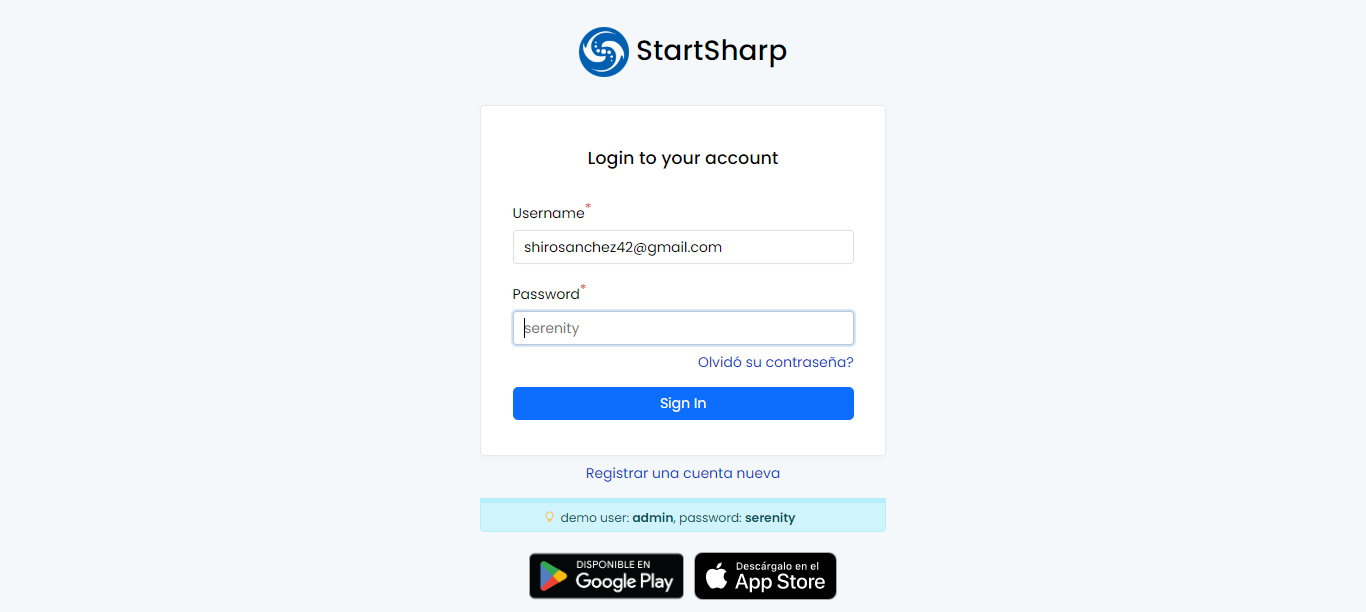 StartSharp
Login to your account
Username*
shirosanchez42@gmail.com
Password*
serenity
Olvidó su contraseña?
Sign In
Registrar una cuenta nueva
demo user: admin, password: serenity
DISPONIBLE EN
Google Play
Descárgalo en el
App Store